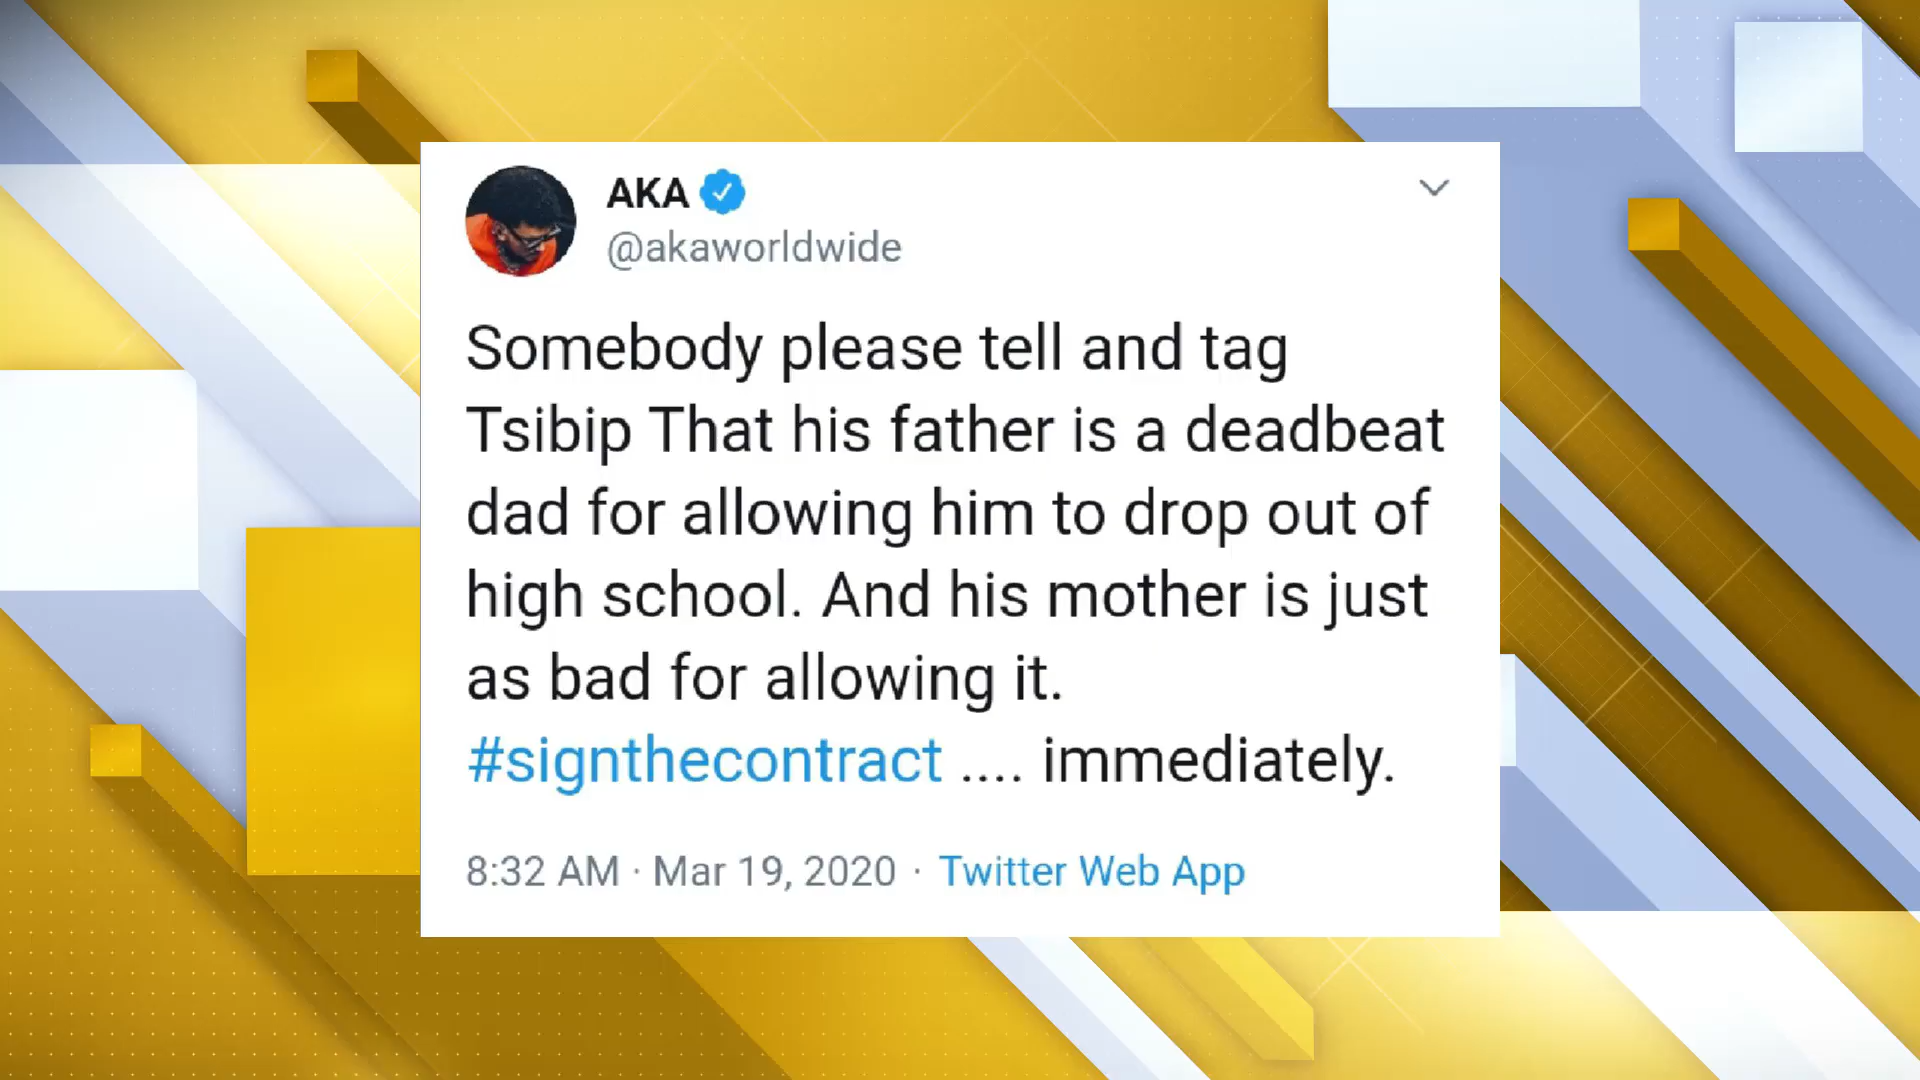 AKA
@akaworldwide
Somebody please tell and tag
Tsibip That his father is a deadbeat
dad for allowing him to drop out of
high school. And his mother is just
as bad for allowing it.
#signthecontract .... immediately.
8:32 AM · Mar 19, 2020 · Twitter Web App